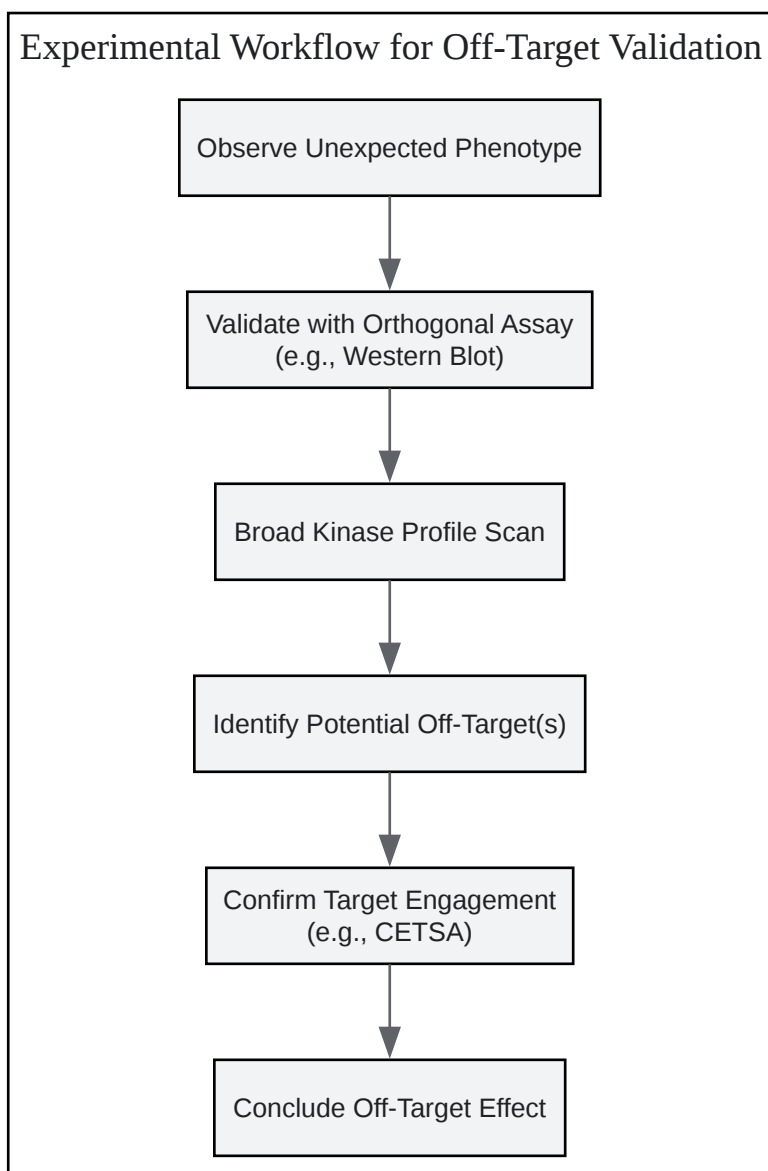 Experimental Workflow for Off-Target Validation
Observe Unexpected Phenotype
Validate with Orthogonal Assay
(e.g., Western Blot)
Broad Kinase Profile Scan
Identify Potential Off-Target(s)
Confirm Target Engagement
(e.g., CETSA)
Conclude Off-Target Effect